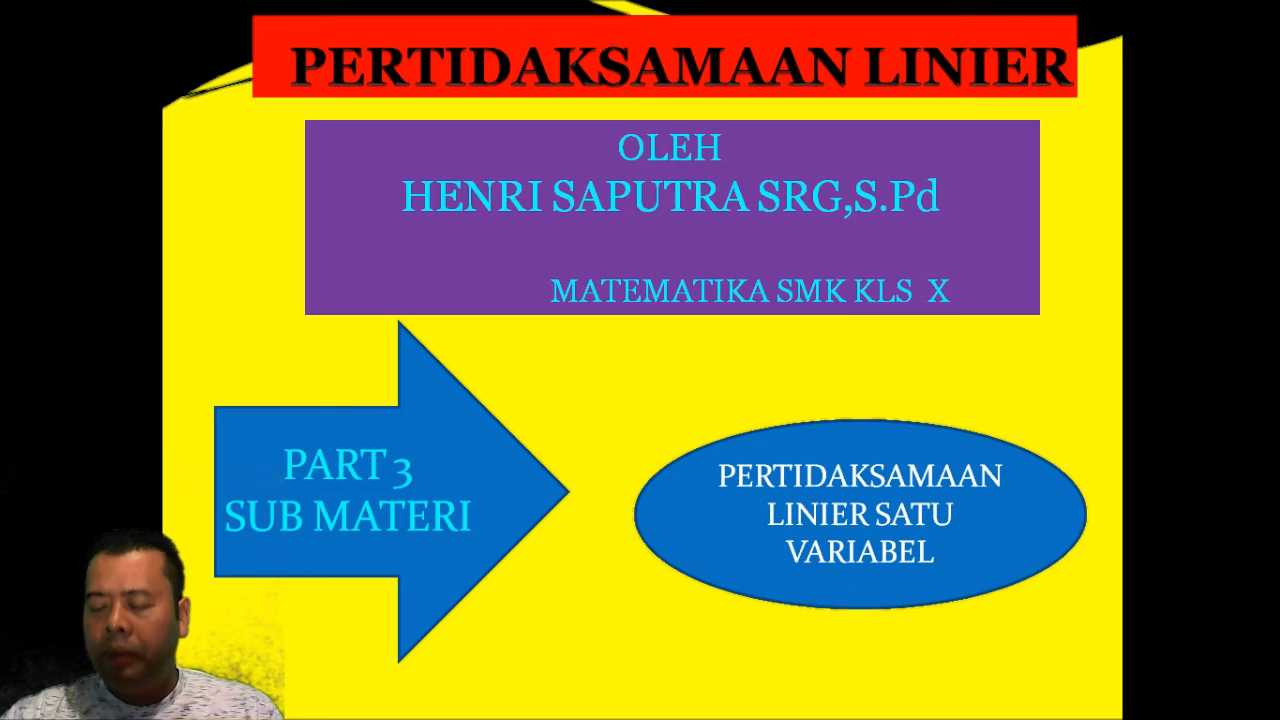 PERTIDAKSAMAAN LINIER
OLEH
HENRI SAPUTRA SRG,S.Pd
MATEMATIKA SMK KLS X
PART 3
SUB MATERI
PERTIDAKSAMAAN
LINIER SATU
VARIABEL